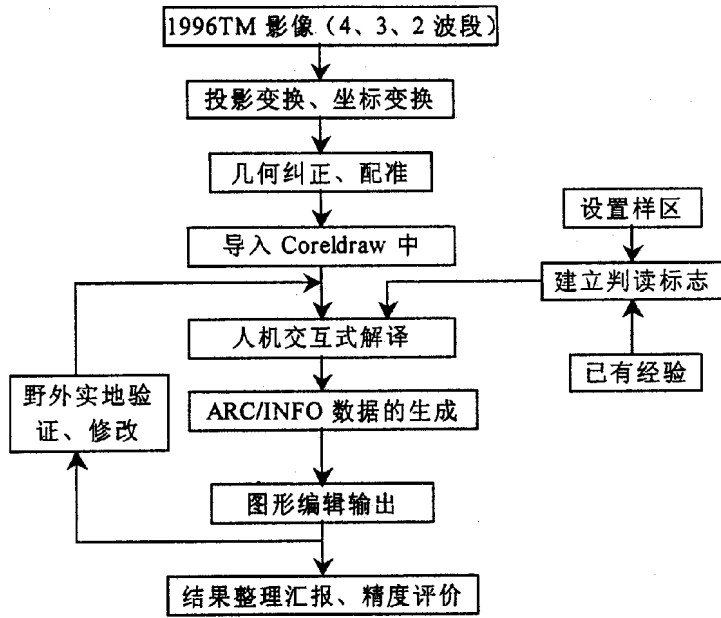 1996TM 影像（4、3、2 波段）
投影变换、坐标变换
几何纠正、配准
设置样区
导入 Coreldraw 中
建立判读标志
人机交互式解译
已有经验
野外实地验
证、修改
ARC/INFO 数据的生成
图形编辑输出
结果整理汇报、精度评价